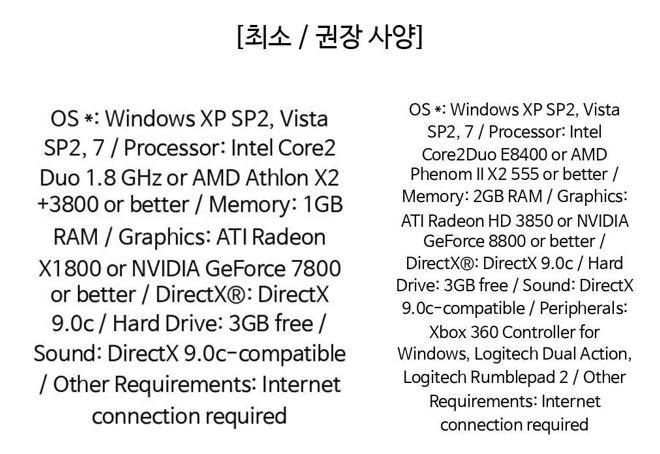 [최소 / 권장 사양]
OS *: Windows XP SP2, Vista
SP2, 7 / Processor: Intel Core2
Duo 1.8 GHz or AMD Athlon X2
+3800 or better / Memory: 1GB
RAM / Graphics: ATI Radeon
X1800 or NVIDIA GeForce 7800
or better / DirectX®: DirectX
9.0c / Hard Drive: 3GB free /
Sound: DirectX 9.0c-compatible
/ Other Requirements: Internet
connection required
OS *: Windows XP SP2, Vista
SP2, 7 / Processor: Intel
Core2Duo E8400 or AMD
Phenom II X2 555 or better /
Memory: 2GB RAM / Graphics:
ATI Radeon HD 3850 or NVIDIA
GeForce 8800 or better /
DirectX®: DirectX 9.0c / Hard
Drive: 3GB free / Sound: DirectX
9.0c-compatible / Peripherals:
Xbox 360 Controller for
Windows, Logitech Dual Action,
Logitech Rumblepad 2 / Other
Requirements: Internet
connection required